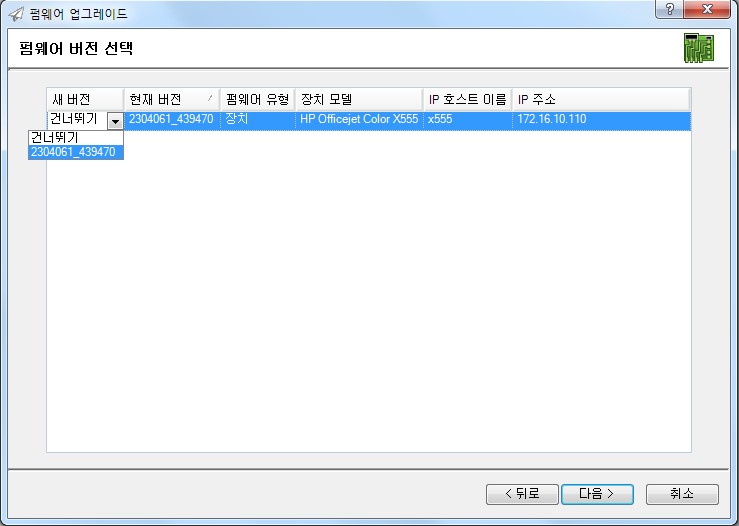 펌웨어 업그레이드
펌웨어 버전 선택
새 버전 현재 버전 펌웨어 유형 장치 모델 IP 호스트 이름 IP 주소
건너뛰기 2304061_439470 장치 HP Officejet Color X555 x555 172.16.10.110
건너뛰기
2304061_439470
< 뒤로 다음 > 취소